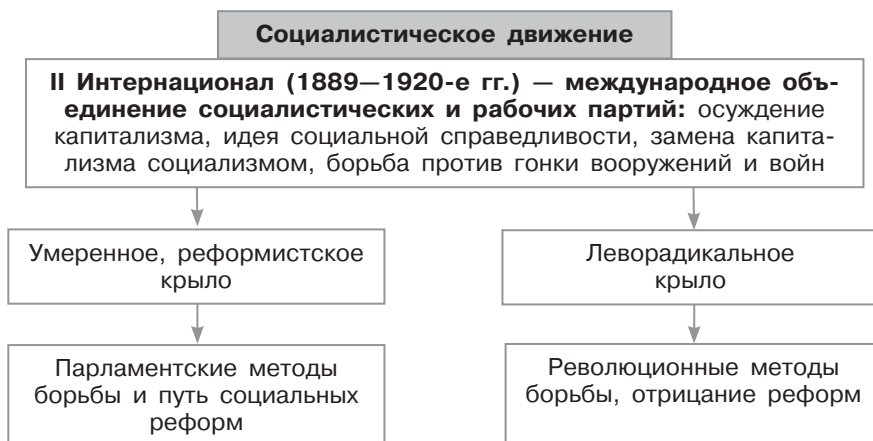 Социалистическое движение
II Интернационал (1889—1920-е гг.) — международное объ-
единение социалистических и рабочих партий: осуждение
капитализма, идея социальной справедливости, замена капита-
лизма социализмом, борьба против гонки вооружений и войн
Умеренное, реформистское
крыло
Леворадикальное
крыло
Парламентские методы
борьбы и путь социальных
реформ
Революционные методы
борьбы, отрицание реформ